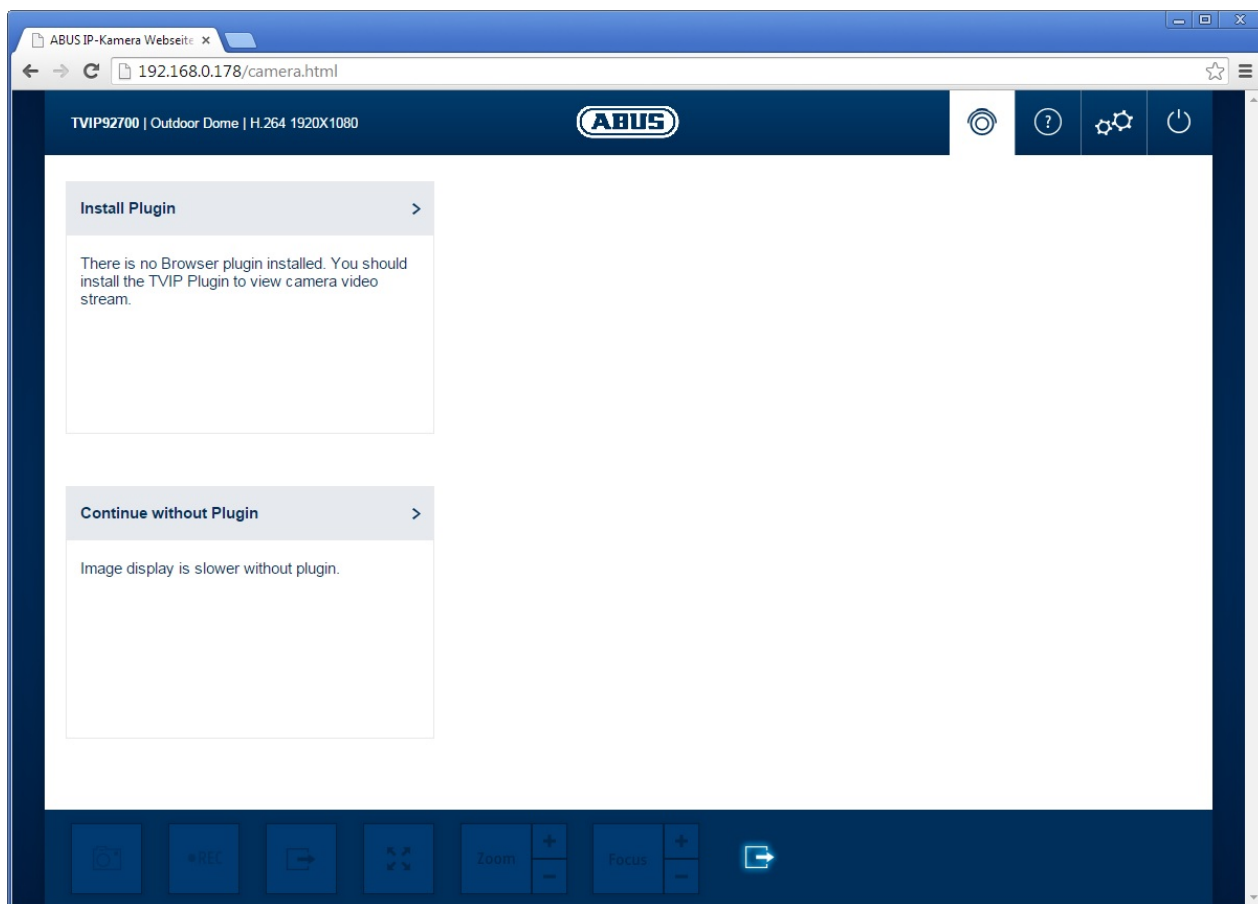 ABUS IP-Kamera Webseite
192.168.0.178/camera.html
TVIP92700 | Outdoor Dome | H.264 1920X1080
ABUS
?
Install Plugin >
There is no Browser plugin installed. You should
install the TVIP Plugin to view camera video
stream.
Continue without Plugin >
Image display is slower without plugin.
REC
Zoom + −
Focus + −